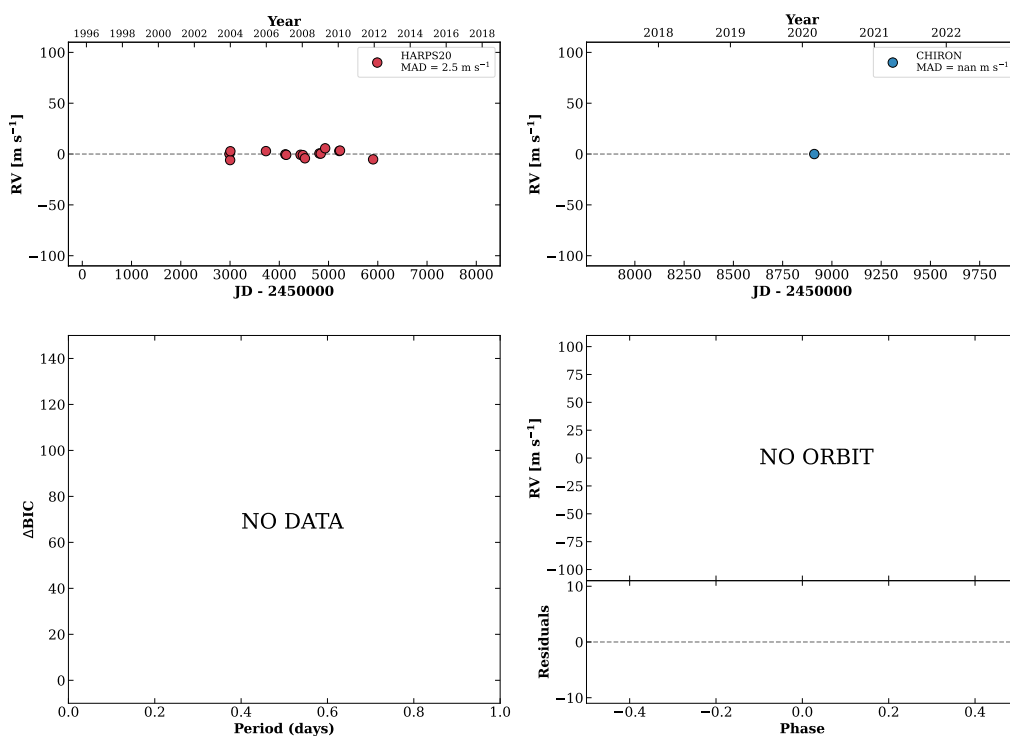 Year
1996 1998 2000 2002 2004 2006 2008 2010 2012 2014 2016 2018
HARPS20
MAD = 2.5 m s⁻¹
RV [m s⁻¹]
100
50
0
−50
−100
0 1000 2000 3000 4000 5000 6000 7000 8000
JD - 2450000
Year
2018 2019 2020 2021 2022
CHIRON
MAD = nan m s⁻¹
RV [m s⁻¹]
100
50
0
−50
−100
8000 8250 8500 8750 9000 9250 9500 9750
JD - 2450000
ΔBIC
140
120
100
80
60
40
20
0
NO DATA
0.0 0.2 0.4 0.6 0.8 1.0
Period (days)
RV [m s⁻¹]
100
75
50
25
0
−25
−50
−75
−100
NO ORBIT
Residuals
10
0
−10
−0.4 −0.2 0.0 0.2 0.4
Phase